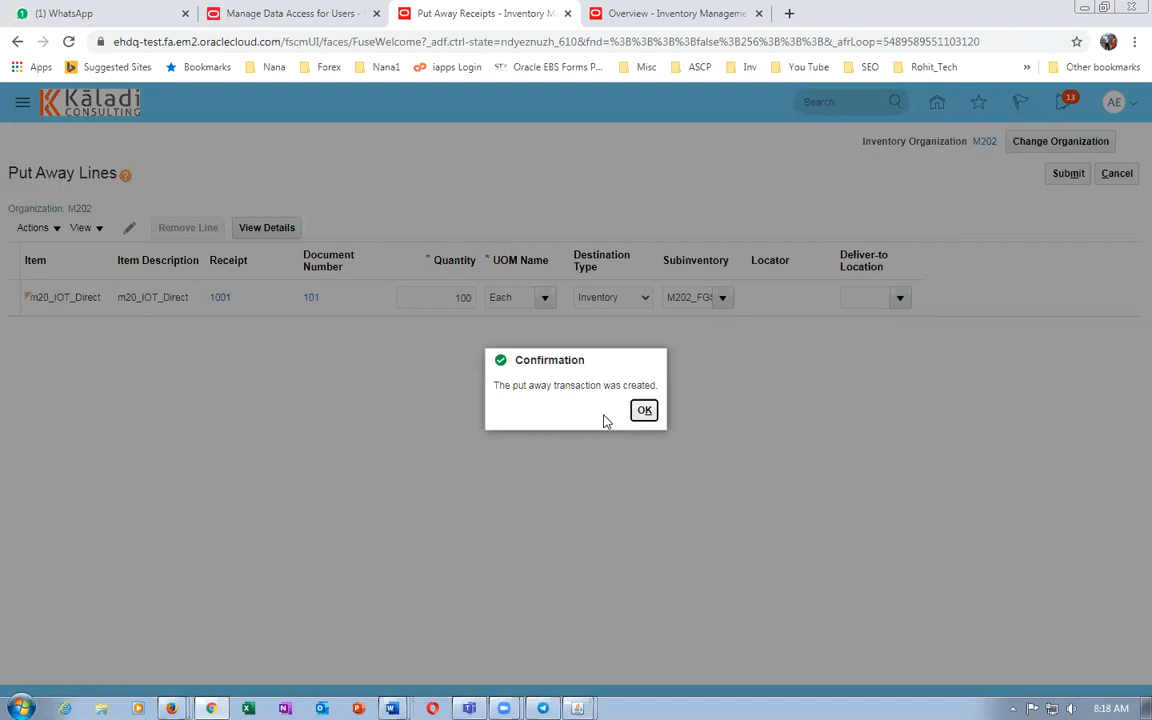 (1) WhatsApp
Manage Data Access for Users -
Put Away Receipts - Inventory M
Overview - Inventory Manageme
ehdq-test.fa.em2.oraclecloud.com/fscmUI/faces/FuseWelcome?_adf.ctrl-state=ndyeznuzh_610&fnd=%3B%3B%3B%3Bfalse%3B256%3B%3B%3B&_afrLoop=5489589551103120
Apps Suggested Sites Bookmarks Nana Forex Nana1 iapps Login Oracle EBS Forms P... Misc ASCP Inv You Tube SEO Rohit_Tech » Other bookmarks
Kāladi
CONSULTING
Search
13
AE
Inventory Organization M202 Change Organization
Put Away Lines ?
Submit Cancel
Organization: M202
Actions View Remove Line View Details
Item Item Description Receipt Document Number * Quantity * UOM Name Destination Type Subinventory Locator Deliver-to Location
m20_IOT_Direct m20_IOT_Direct 1001 101 100 Each Inventory M202_FGS
Confirmation
The put away transaction was created.
OK
8:18 AM